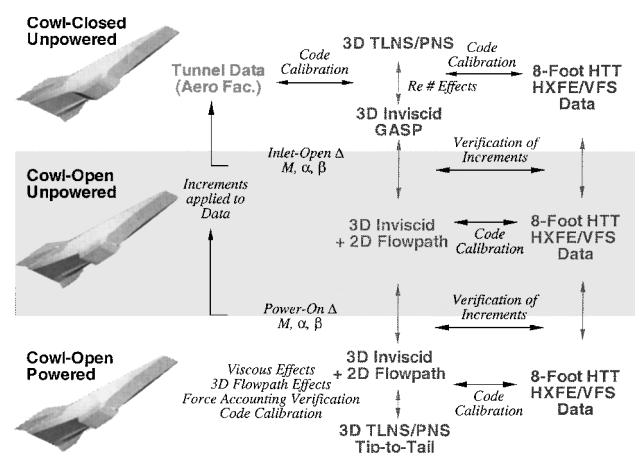 Cowl-Closed
Unpowered
Tunnel Data
(Aero Fac.)
Code
Calibration
3D TLNS/PNS
Re # Effects
3D Inviscid
GASP
Code
Calibration
8-Foot HTT
HXFE/VFS
Data
Inlet-Open Δ
M, α, β
Verification of
Increments
Cowl-Open
Unpowered
Increments
applied to
Data
3D Inviscid
+ 2D Flowpath
Code
Calibration
8-Foot HTT
HXFE/VFS
Data
Power-On Δ
M, α, β
Verification of
Increments
Cowl-Open
Powered
Viscous Effects
3D Flowpath Effects
Force Accounting Verification
Code Calibration
3D Inviscid
+ 2D Flowpath
3D TLNS/PNS
Tip-to-Tail
Code
Calibration
8-Foot HTT
HXFE/VFS
Data